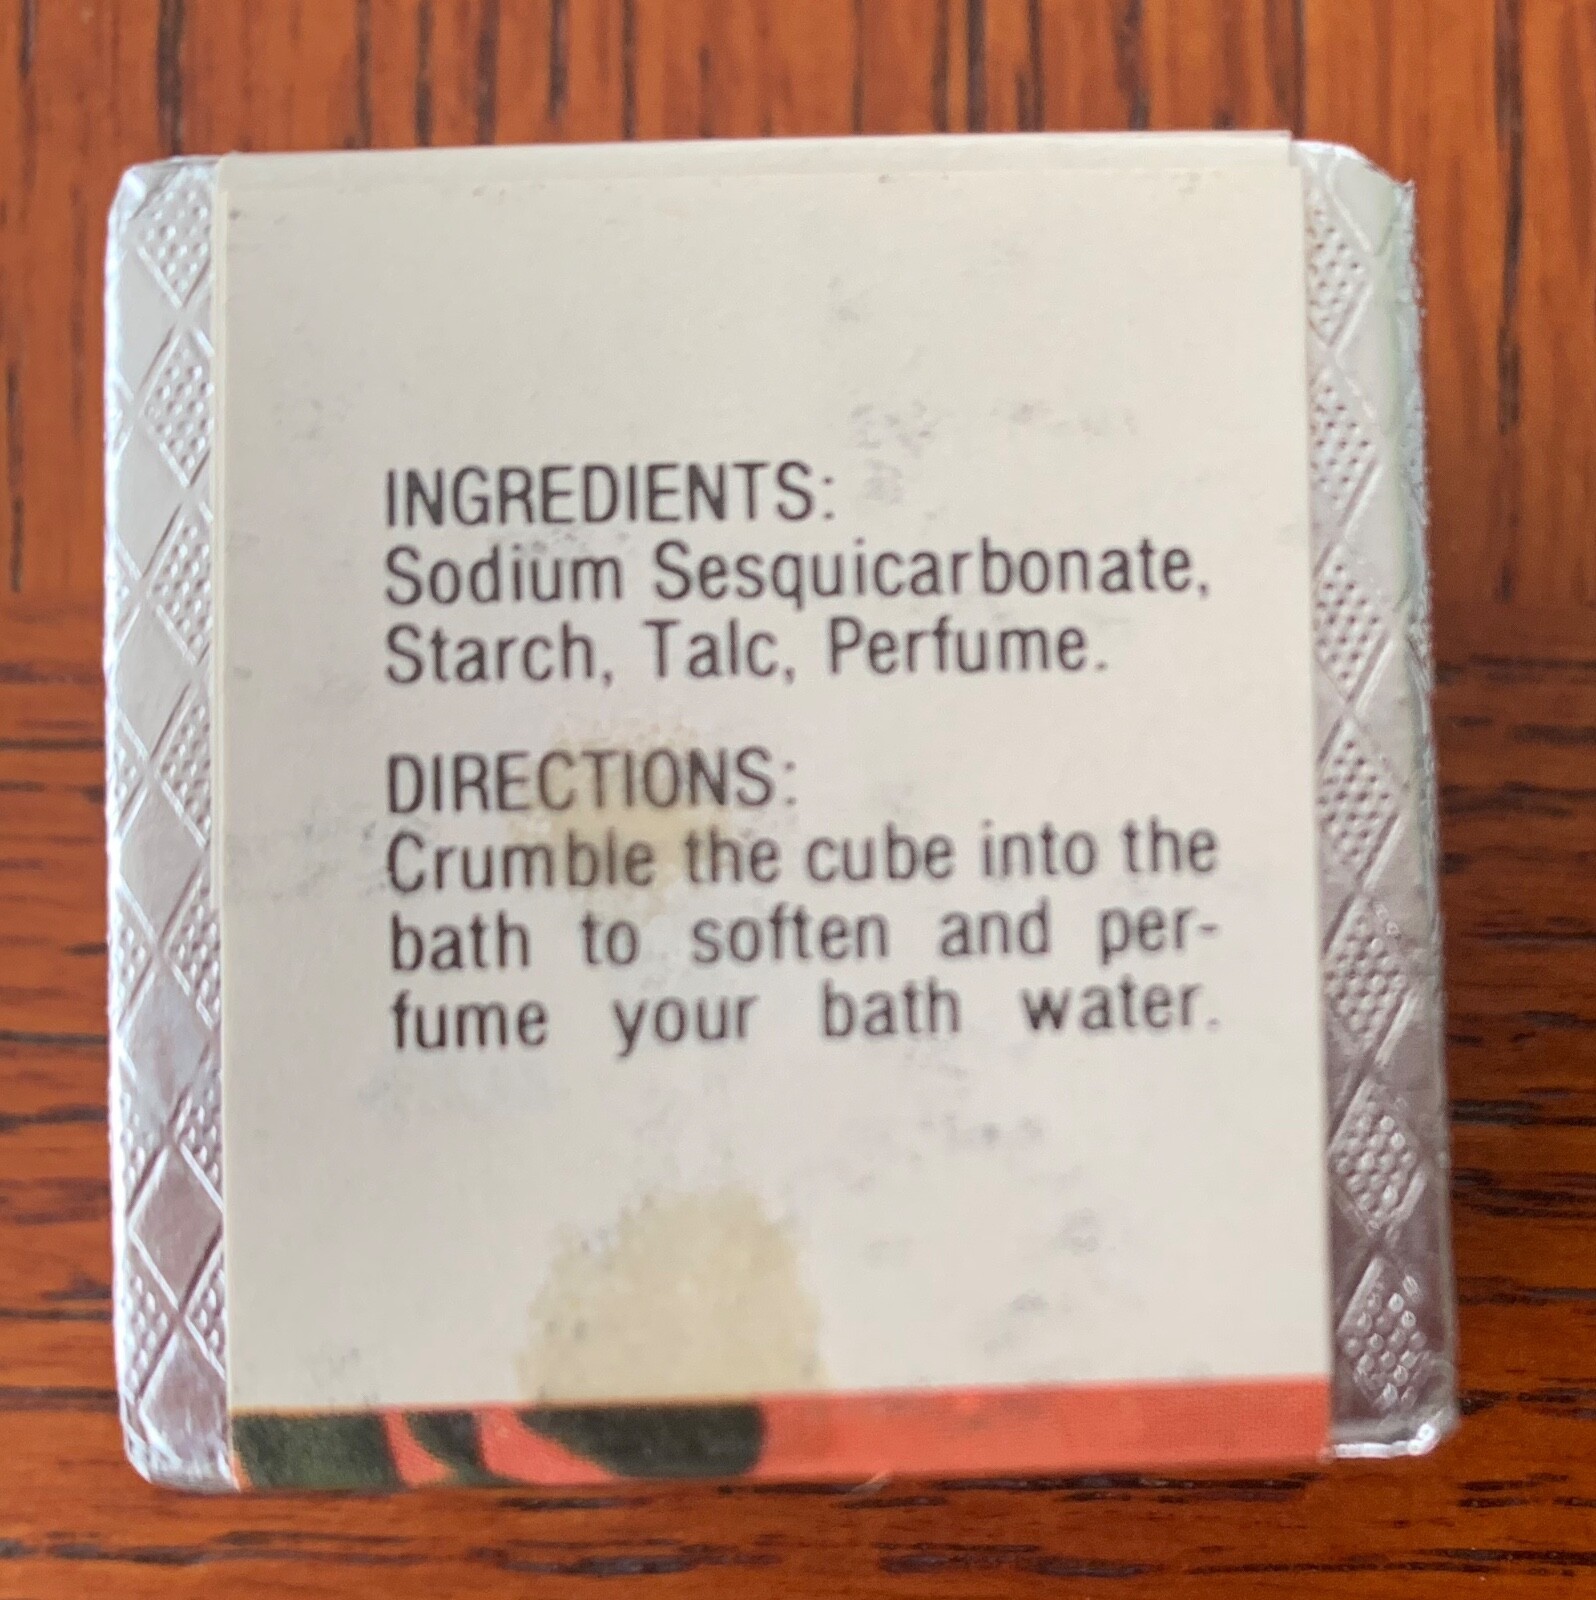 INGREDIENTS:
Sodium Sesquicarbonate,
Starch, Talc, Perfume.
DIRECTIONS:
Crumble the cube into the
bath to soften and per-
fume your bath water.